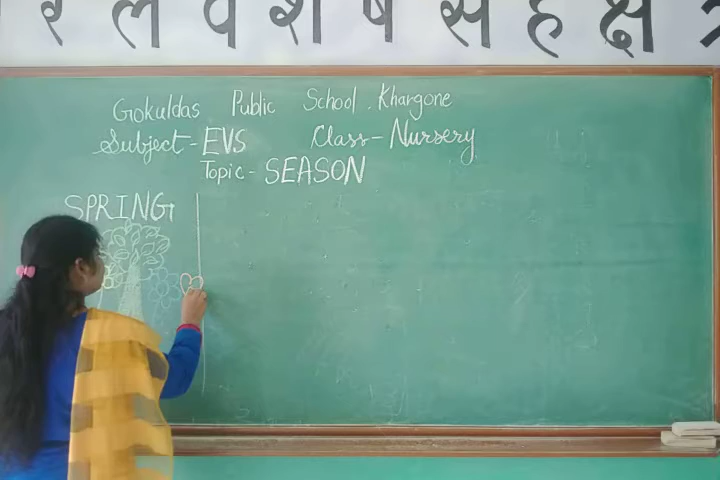 र ल व श ष स ह क्ष
Gokuldas Public School . Khargone
Subject - EVS Class - Nursery
Topic - SEASON
SPRING